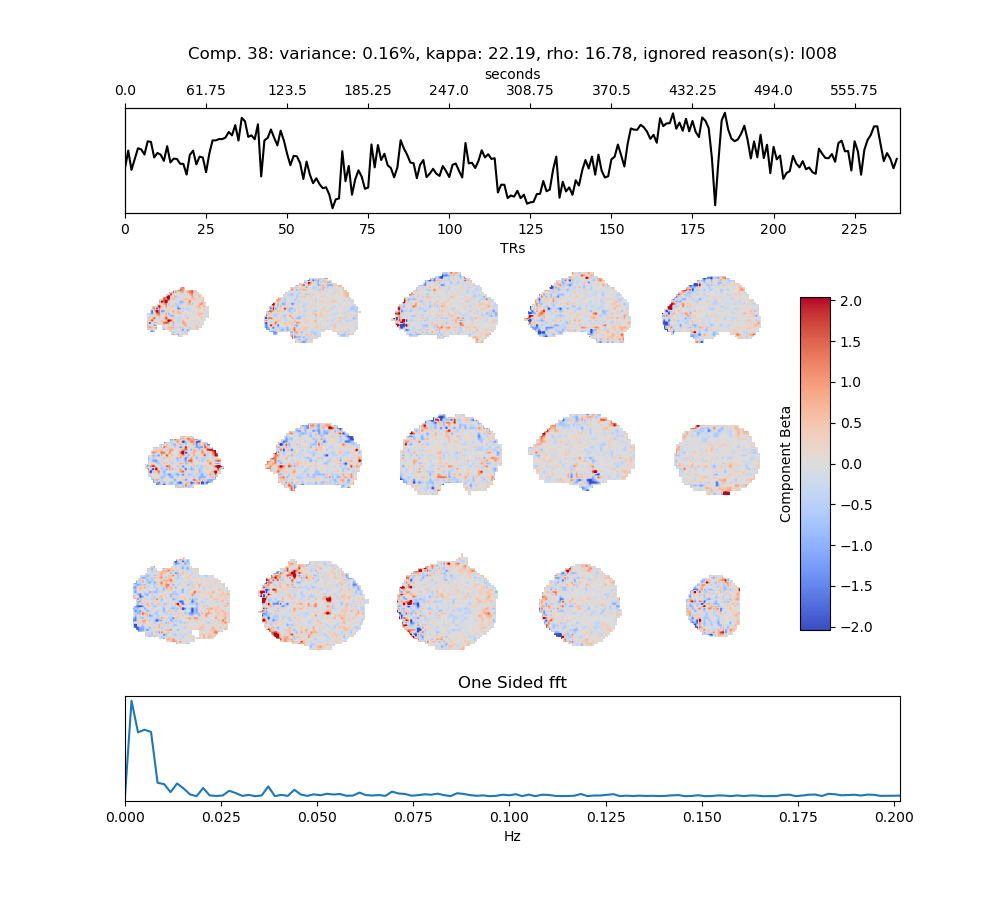 Comp. 38: variance: 0.16%, kappa: 22.19, rho: 16.78, ignored reason(s): I008
seconds
0.0 61.75 123.5 185.25 247.0 308.75 370.5 432.25 494.0 555.75
0 25 50 75 100 125 150 175 200 225
TRs
2.0
1.5
1.0
0.5
0.0
−0.5
−1.0
−1.5
−2.0
Component Beta
One Sided fft
0.000 0.025 0.050 0.075 0.100 0.125 0.150 0.175 0.200
Hz